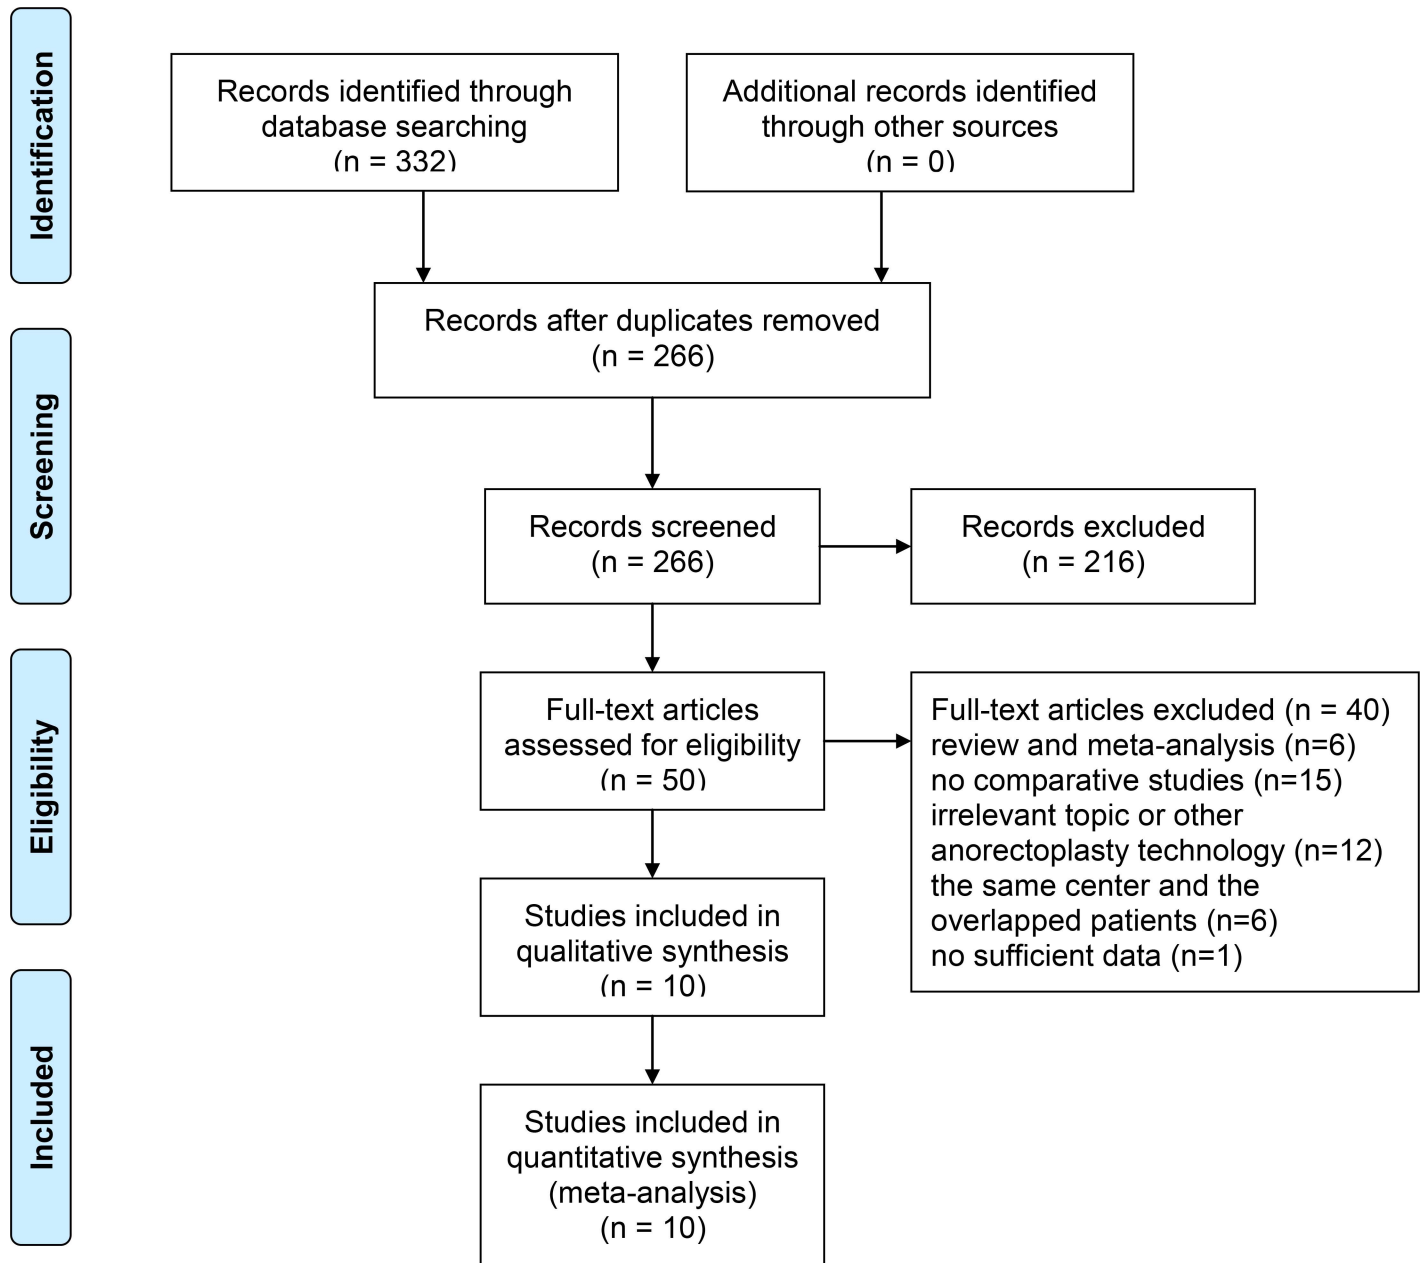 Identification
Records identified through
database searching
(n = 332)
Additional records identified
through other sources
(n = 0)
Records after duplicates removed
(n = 266)
Screening
Records screened
(n = 266)
Records excluded
(n = 216)
Eligibility
Full-text articles
assessed for eligibility
(n = 50)
Full-text articles excluded (n = 40)
review and meta-analysis (n=6)
no comparative studies (n=15)
irrelevant topic or other
anorectoplasty technology (n=12)
the same center and the
overlapped patients (n=6)
no sufficient data (n=1)
Studies included in
qualitative synthesis
(n = 10)
Included
Studies included in
quantitative synthesis
(meta-analysis)
(n = 10)